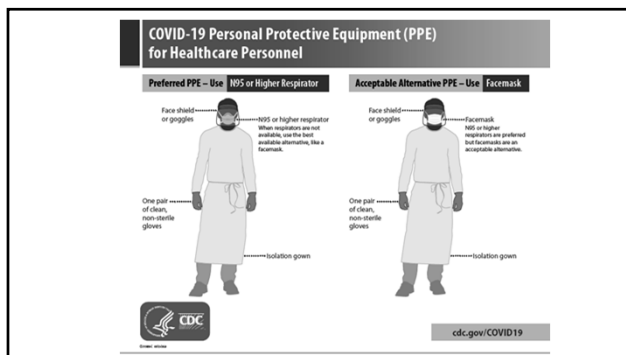 COVID-19 Personal Protective Equipment (PPE)
for Healthcare Personnel
Preferred PPE – Use N95 or Higher Respirator
Face shield
or goggles
N95 or higher respirator
When respirators are not
available, use the best
available alternative, like a
facemask.
One pair
of clean,
non-sterile
gloves
Isolation gown
Acceptable Alternative PPE – Use Facemask
Face shield
or goggles
Facemask
N95 or higher
respirators are preferred
but facemasks are an
acceptable alternative.
One pair
of clean,
non-sterile
gloves
Isolation gown
CDC
cdc.gov/COVID19